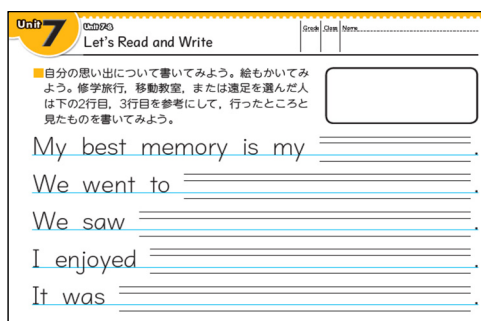 Unit 7
Unit 7-8
Let's Read and Write
Grade Class Name
自分の思い出について書いてみよう。絵もかいてみ
よう。修学旅行，移動教室，または遠足を選んだ人
は下の2行目，3行目を参考にして，行ったところと
見たものを書いてみよう。
My best memory is my .
We went to .
We saw .
I enjoyed .
It was .